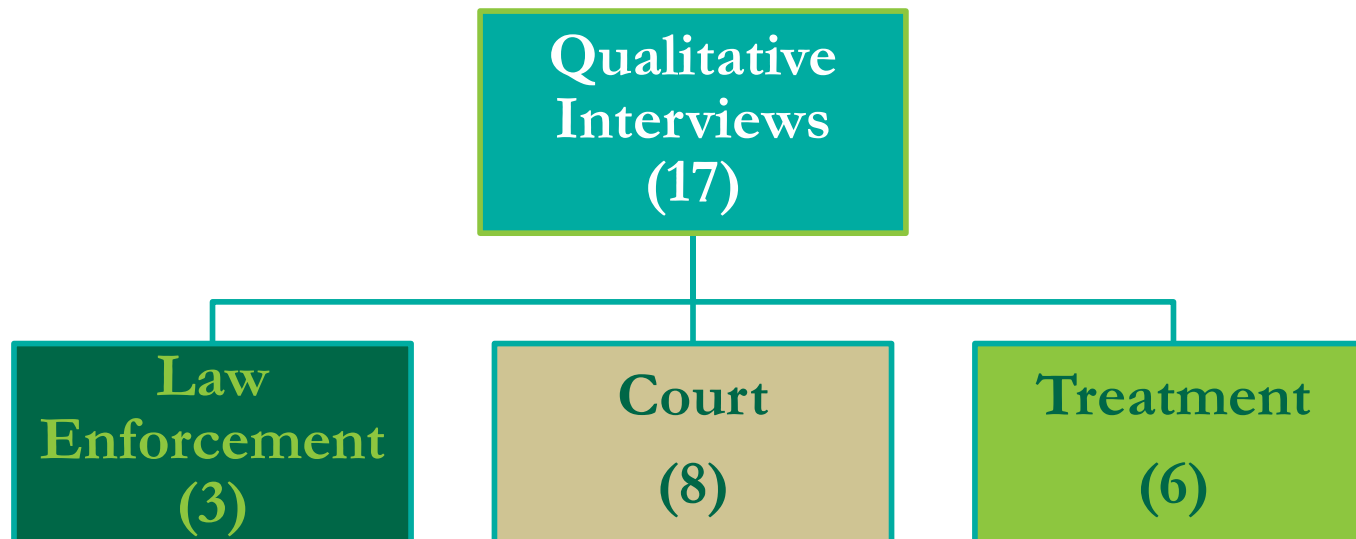 Qualitative
Interviews
(17)
Law
Enforcement
(3)
Court
(8)
Treatment
(6)